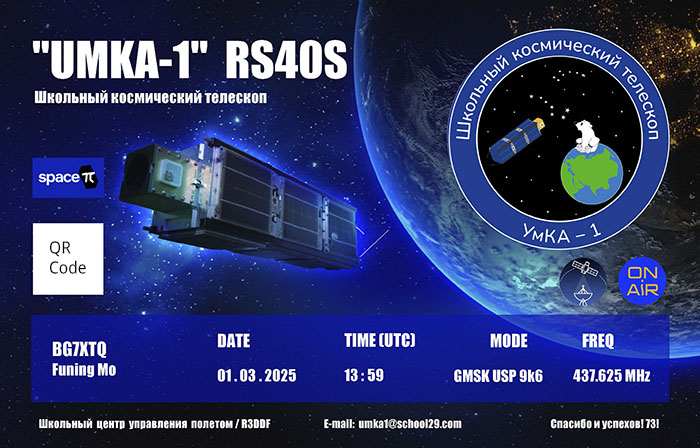 "UMKA-1" RS40S
Школьный космический телескоп
Школьный космический телескоп
УмКА – 1
space π
QR
Code
ON
AiR
BG7XTQ
Funing Mo
DATE
01 . 03 . 2025
TIME (UTC)
13 : 59
MODE
GMSK USP 9k6
FREQ
437.625 MHz
Школьный центр управления полетом / R3DDF
E-mail: umka1@school29.com
Спасибо и успехов! 73!